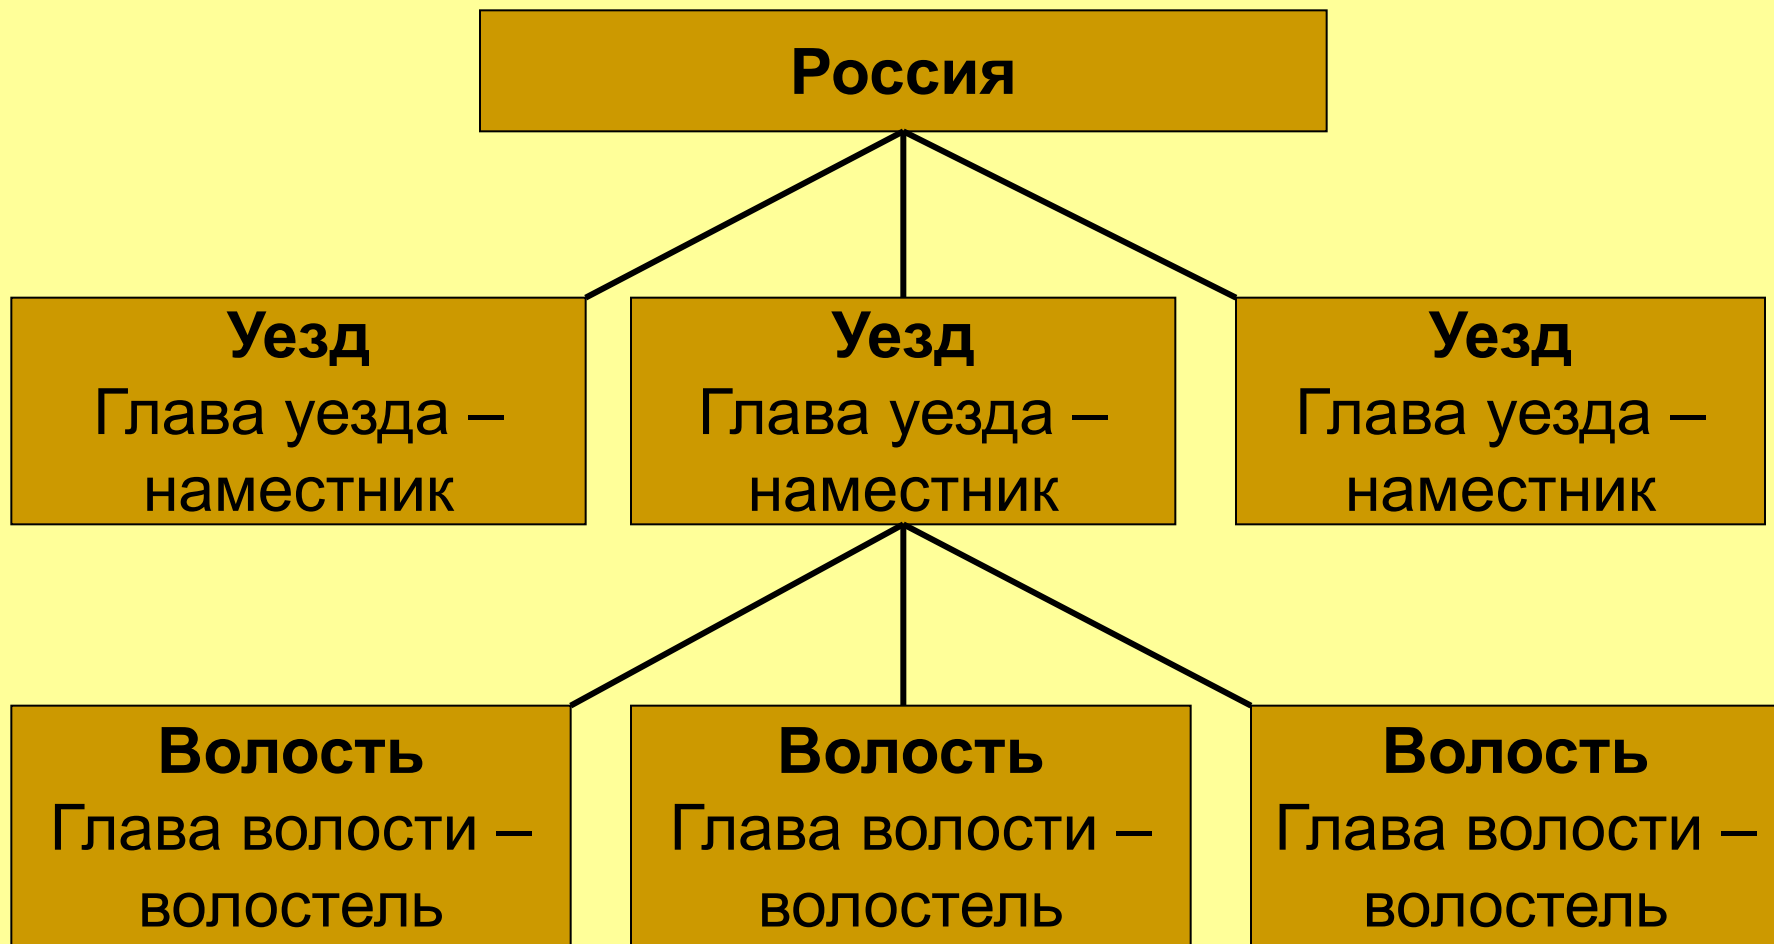 Россия
Уезд
Глава уезда –
наместник
Уезд
Глава уезда –
наместник
Уезд
Глава уезда –
наместник
Волость
Глава волости –
волостель
Волость
Глава волости –
волостель
Волость
Глава волости –
волостель